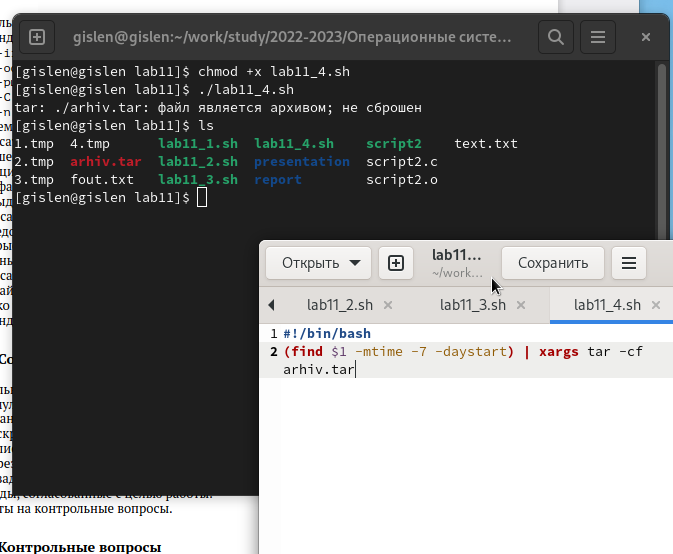 gislen@gislen:~/work/study/2022-2023/Операционные систе…
[gislen@gislen lab11]$ chmod +x lab11_4.sh
[gislen@gislen lab11]$ ./lab11_4.sh
tar: ./arhiv.tar: файл является архивом; не сброшен
[gislen@gislen lab11]$ ls
1.tmp 4.tmp lab11_1.sh lab11_4.sh script2 text.txt
2.tmp arhiv.tar lab11_2.sh presentation script2.c
3.tmp fout.txt lab11_3.sh report script2.o
[gislen@gislen lab11]$
Открыть lab11… Сохранить
~/work…
lab11_2.sh lab11_3.sh lab11_4.sh
1 #!/bin/bash
2 (find $1 -mtime -7 -daystart) | xargs tar -cf
arhiv.tar
ды, согласованные с целью работы.
ты на контрольные вопросы.
Контрольные вопросы